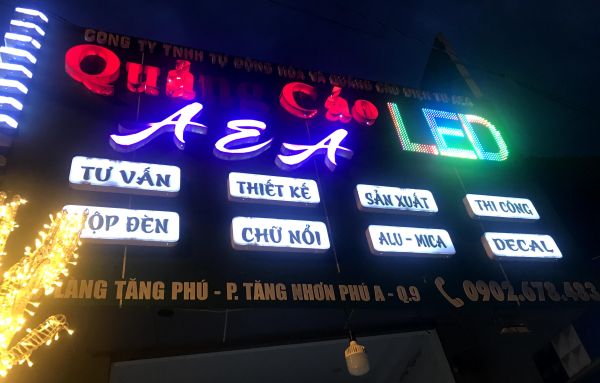 CÔNG TY TNHH TỰ ĐỘNG HÓA VÀ QUẢNG CÁO ĐIỆN TỬ AEA
Quảng Cáo LED
AEA
TƯ VẤN THIẾT KẾ SẢN XUẤT THI CÔNG
HỘP ĐÈN CHỮ NỔI ALU - MICA DECAL
LÀNG TĂNG PHÚ - P. TĂNG NHƠN PHÚ A - Q.9 0902.678.483